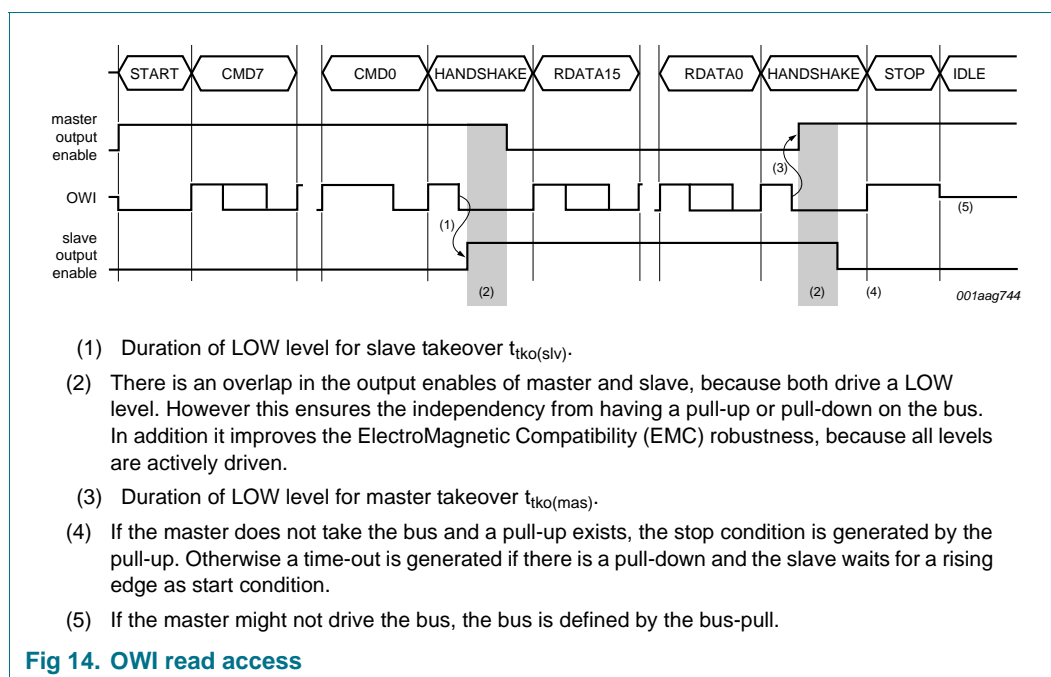 START CMD7 CMD0 HANDSHAKE RDATA15 RDATA0 HANDSHAKE STOP IDLE
master
output
enable
(3)
OWI
(1)
(5)
slave
output
enable
(2) (2) (4)
001aag744
(1) Duration of LOW level for slave takeover ttko(slv).
(2) There is an overlap in the output enables of master and slave, because both drive a LOW
level. However this ensures the independency from having a pull-up or pull-down on the bus.
In addition it improves the ElectroMagnetic Compatibility (EMC) robustness, because all levels
are actively driven.
(3) Duration of LOW level for master takeover ttko(mas).
(4) If the master does not take the bus and a pull-up exists, the stop condition is generated by the
pull-up. Otherwise a time-out is generated if there is a pull-down and the slave waits for a rising
edge as start condition.
(5) If the master might not drive the bus, the bus is defined by the bus-pull.
Fig 14. OWI read access